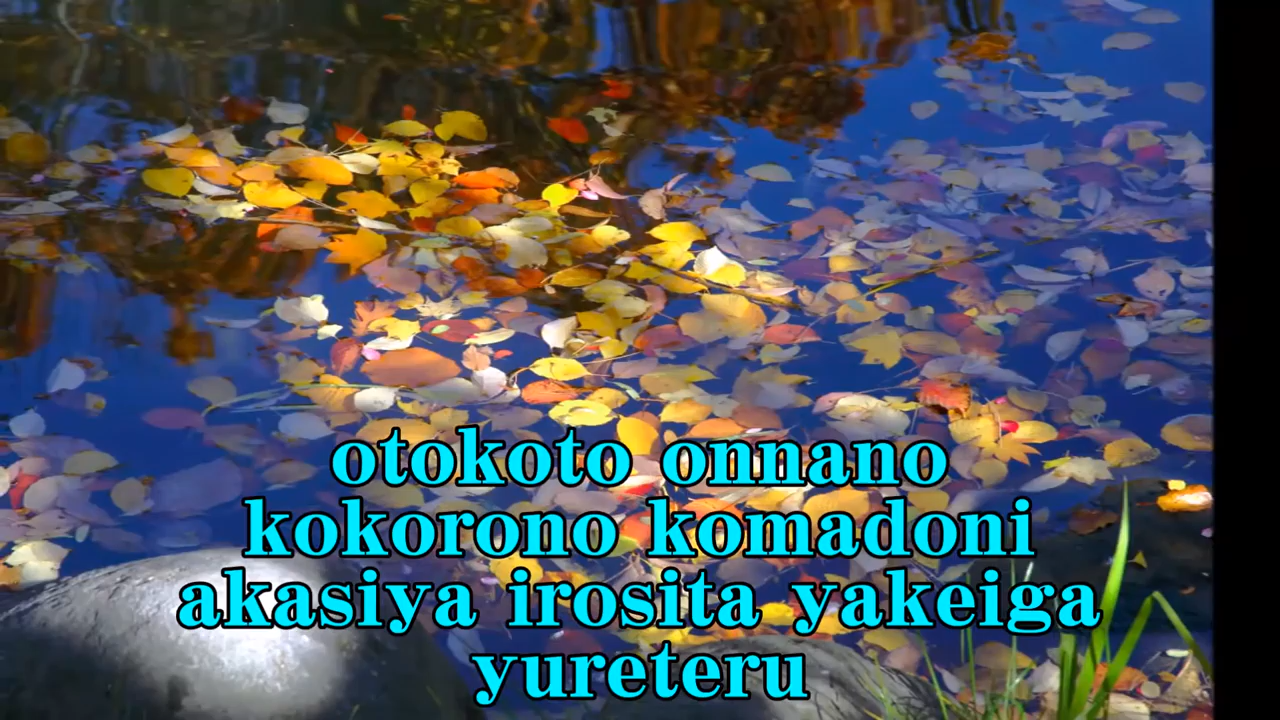 otokoto onnano
kokorono komadoni
akasiya irosita yakeiga
yureteru